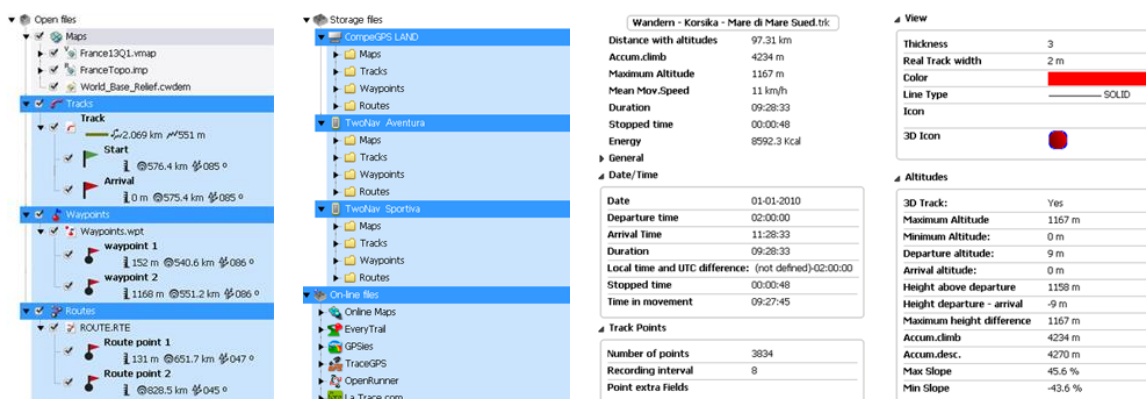 Open files
Maps
France13Q1.vmap
FranceTopo.imp
World_Base_Relief.cwdem
Tracks
Track
2.069 km 551 m
Start
576.4 km 085 º
Arrival
0 m 575.4 km 085 º
Waypoints
Waypoints.wpt
waypoint 1
152 m 540.6 km 086 º
waypoint 2
1168 m 551.2 km 086 º
Routes
ROUTE.RTE
Route point 1
131 m 651.7 km 047 º
Route point 2
828.5 km 045 º
Storage files
CompeGPS LAND
Maps
Tracks
Waypoints
Routes
TwoNav Aventura
Maps
Tracks
Waypoints
Routes
TwoNav Sportiva
Maps
Tracks
Waypoints
Routes
On-line files
Online Maps
EveryTrail
GPSies
TraceGPS
OpenRunner
La Trace.com
Wandern - Korsika - Mare di Mare Sued.trk
Distance with altitudes 97.31 km
Accum.climb 4234 m
Maximum Altitude 1167 m
Mean Mov.Speed 11 km/h
Duration 09:28:33
Stopped time 00:00:48
Energy 8592.3 Kcal
General
Date/Time
Date 01-01-2010
Departure time 02:00:00
Arrival Time 11:28:33
Duration 09:28:33
Local time and UTC difference: (not defined)-02:00:00
Stopped time 00:00:48
Time in movement 09:27:45
Track Points
Number of points 3834
Recording interval 8
Point extra Fields
View
Thickness 3
Real Track width 2 m
Color
Line Type SOLID
Icon
3D Icon
Altitudes
3D Track: Yes
Maximum Altitude 1167 m
Minimum Altitude: 0 m
Departure altitude: 9 m
Arrival altitude: 0 m
Height above departure 1158 m
Height departure - arrival -9 m
Maximum height difference 1167 m
Accum.climb 4234 m
Accum.desc. 4270 m
Max Slope 45.6 %
Min Slope -43.6 %